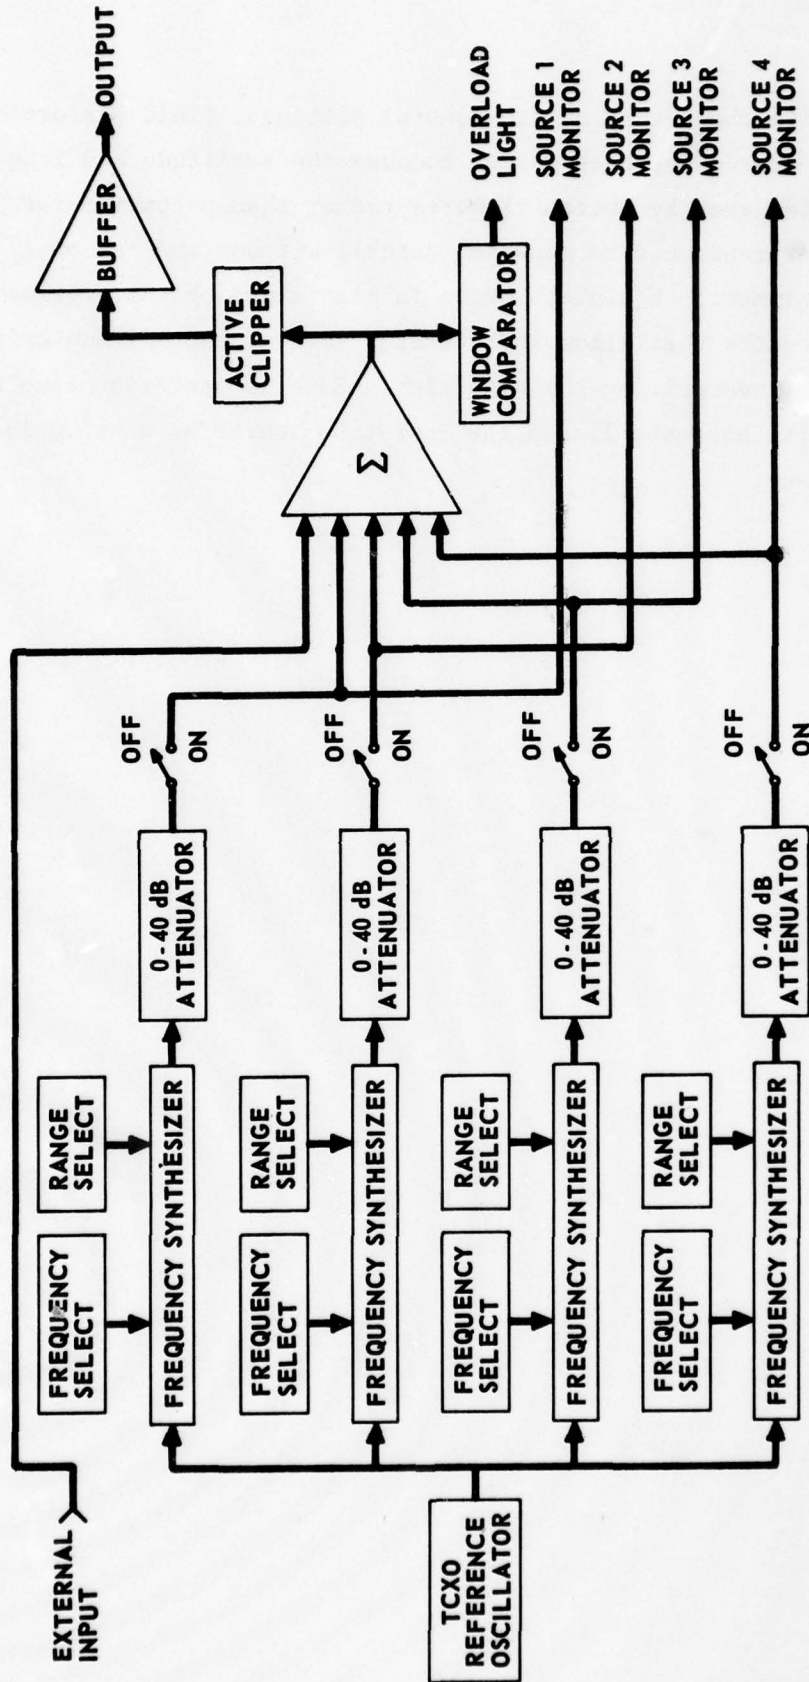 EXTERNAL
INPUT
TCXO
REFERENCE
OSCILLATOR
FREQUENCY
SELECT
RANGE
SELECT
FREQUENCY SYNTHESIZER
0-40 dB
ATTENUATOR
OFF
ON
FREQUENCY
SELECT
RANGE
SELECT
FREQUENCY SYNTHESIZER
0-40 dB
ATTENUATOR
OFF
ON
FREQUENCY
SELECT
RANGE
SELECT
FREQUENCY SYNTHESIZER
0-40 dB
ATTENUATOR
OFF
ON
FREQUENCY
SELECT
RANGE
SELECT
FREQUENCY SYNTHESIZER
0-40 dB
ATTENUATOR
OFF
ON
Σ
ACTIVE
CLIPPER
BUFFER
OUTPUT
WINDOW
COMPARATOR
OVERLOAD
LIGHT
SOURCE 1
MONITOR
SOURCE 2
MONITOR
SOURCE 3
MONITOR
SOURCE 4
MONITOR